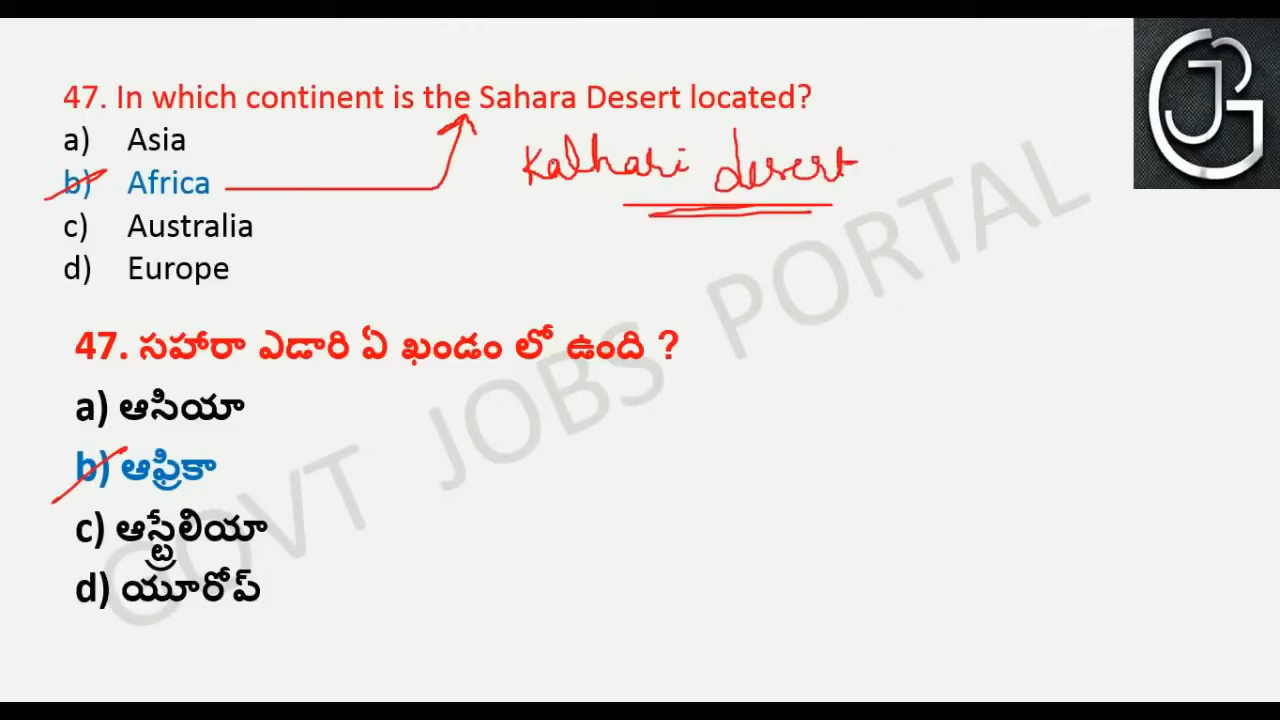 47. In which continent is the Sahara Desert located?
a) Asia
b) Africa
c) Australia
d) Europe
Kalhari desert
47. సహారా ఎడారి ఏ ఖండం లో ఉంది ?
a) ఆసియా
b) ఆఫ్రికా
c) ఆస్ట్రేలియా
d) యూరోప్
GOVT JOBS PORTAL
GJ